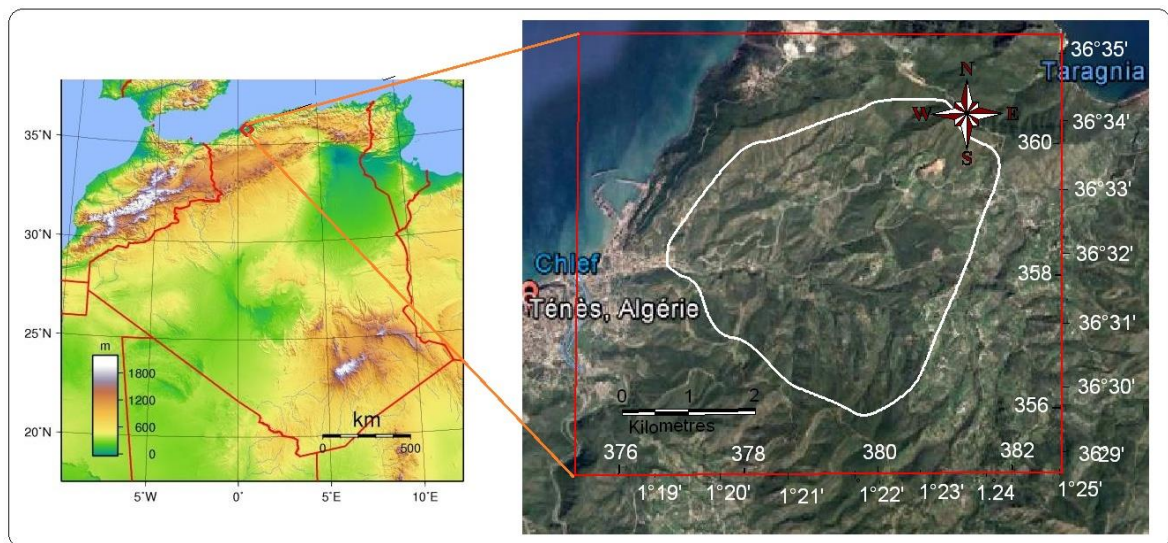 35°N
30°N
25°N
20°N
m
1800
1200
600
0
km
0 500
5°W 0° 5°E 10°E
36°35'
Taragnia
N
W E
S
36°34'
360
36°33'
36°32'
358
Chlef
Ténès, Algérie
36°31'
36°30'
356
0 1 2
Kilometres
376 378 380 382
36 29'
1°19' 1°20' 1°21' 1°22' 1°23' 1.24 1°25'